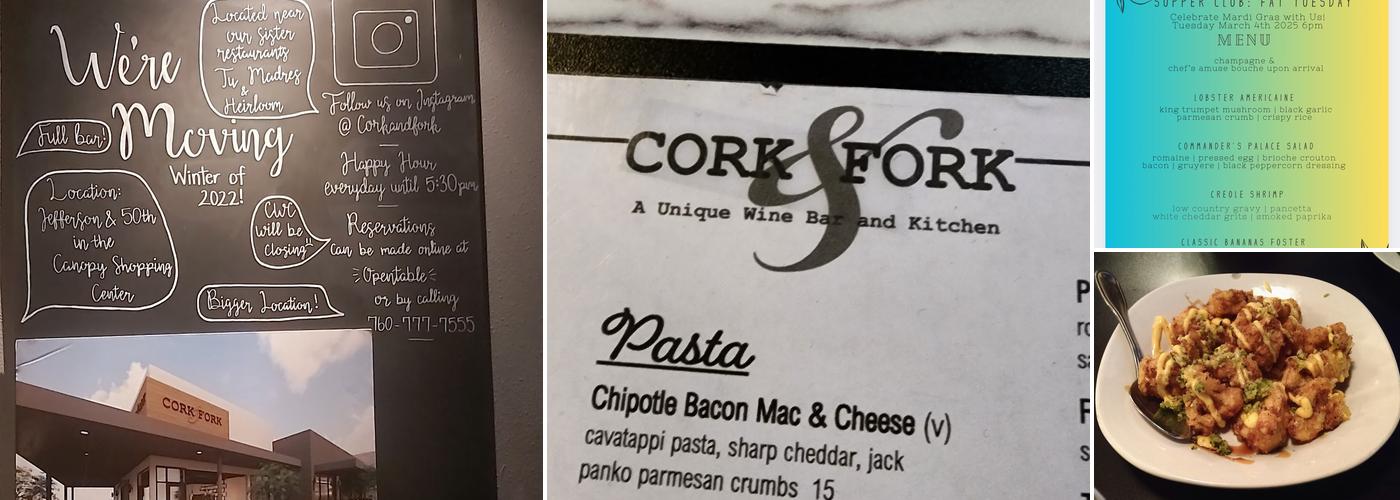 We're
Moving
Winter of
2022!
Located near
our sister
restaurants
Tu Madres
&
Heirloom
Full bar!
Location:
Jefferson & 50th
in the
Canopy Shopping
Center
CWC
will be
closing
Bigger Location!
Follow us on Instagram
@ Corkandfork
Happy Hour
everyday until 5:30pm
Reservations
can be made online at
Opentable
or by calling
760-777-7555
CORK & FORK
CORK & FORK
A Unique Wine Bar and Kitchen
Pasta
Chipotle Bacon Mac & Cheese (v)
cavatappi pasta, sharp cheddar, jack
panko parmesan crumbs 15
SUPPER CLUB: FAT TUESDAY
Celebrate Mardi Gras with Us!
Tuesday March 4th 2025 6pm
MENU
champagne &
chef's amuse bouche upon arrival
LOBSTER AMERICAINE
king trumpet mushroom | black garlic
parmesan crumb | crispy rice
COMMANDER'S PALACE SALAD
romaine | pressed egg | brioche crouton
bacon | gruyere | black peppercorn dressing
CREOLE SHRIMP
low country gravy | pancetta
white cheddar grits | smoked paprika
CLASSIC BANANAS FOSTER